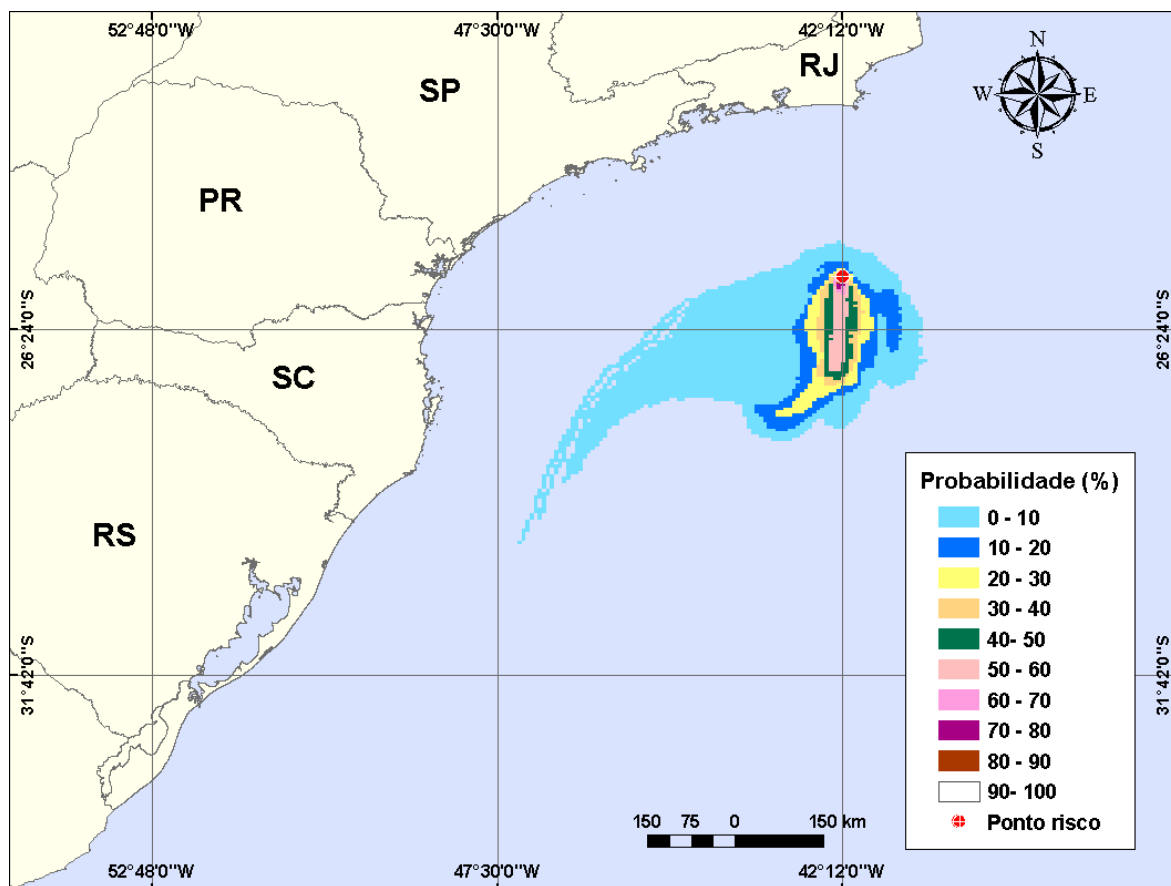 52°48'0"W
47°30'0"W
42°12'0"W
RJ
SP
N
W
E
S
PR
26°24'0"S
26°24'0"S
SC
RS
Probabilidade (%)
0 - 10
10 - 20
20 - 30
30 - 40
40- 50
50 - 60
60 - 70
70 - 80
80 - 90
90- 100
Ponto risco
31°42'0"S
31°42'0"S
150 75 0 150 km
52°48'0"W
47°30'0"W
42°12'0"W